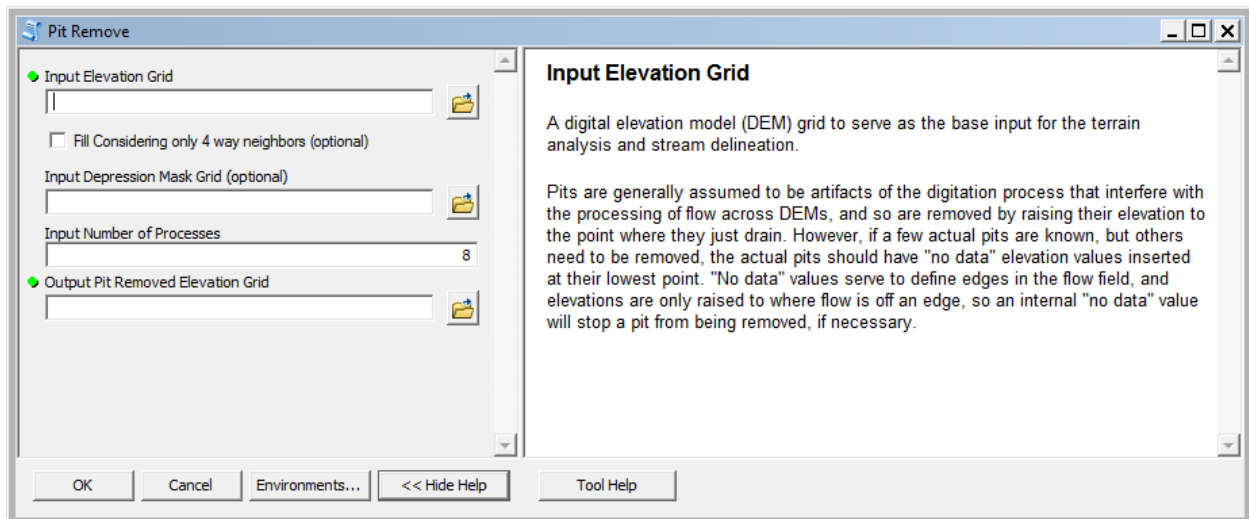 Pit Remove
Input Elevation Grid
Fill Considering only 4 way neighbors (optional)
Input Depression Mask Grid (optional)
Input Number of Processes
8
Output Pit Removed Elevation Grid
Input Elevation Grid
A digital elevation model (DEM) grid to serve as the base input for the terrain
analysis and stream delineation.
Pits are generally assumed to be artifacts of the digitation process that interfere with
the processing of flow across DEMs, and so are removed by raising their elevation to
the point where they just drain. However, if a few actual pits are known, but others
need to be removed, the actual pits should have "no data" elevation values inserted
at their lowest point. "No data" values serve to define edges in the flow field, and
elevations are only raised to where flow is off an edge, so an internal "no data" value
will stop a pit from being removed, if necessary.
OK
Cancel
Environments...
<< Hide Help
Tool Help